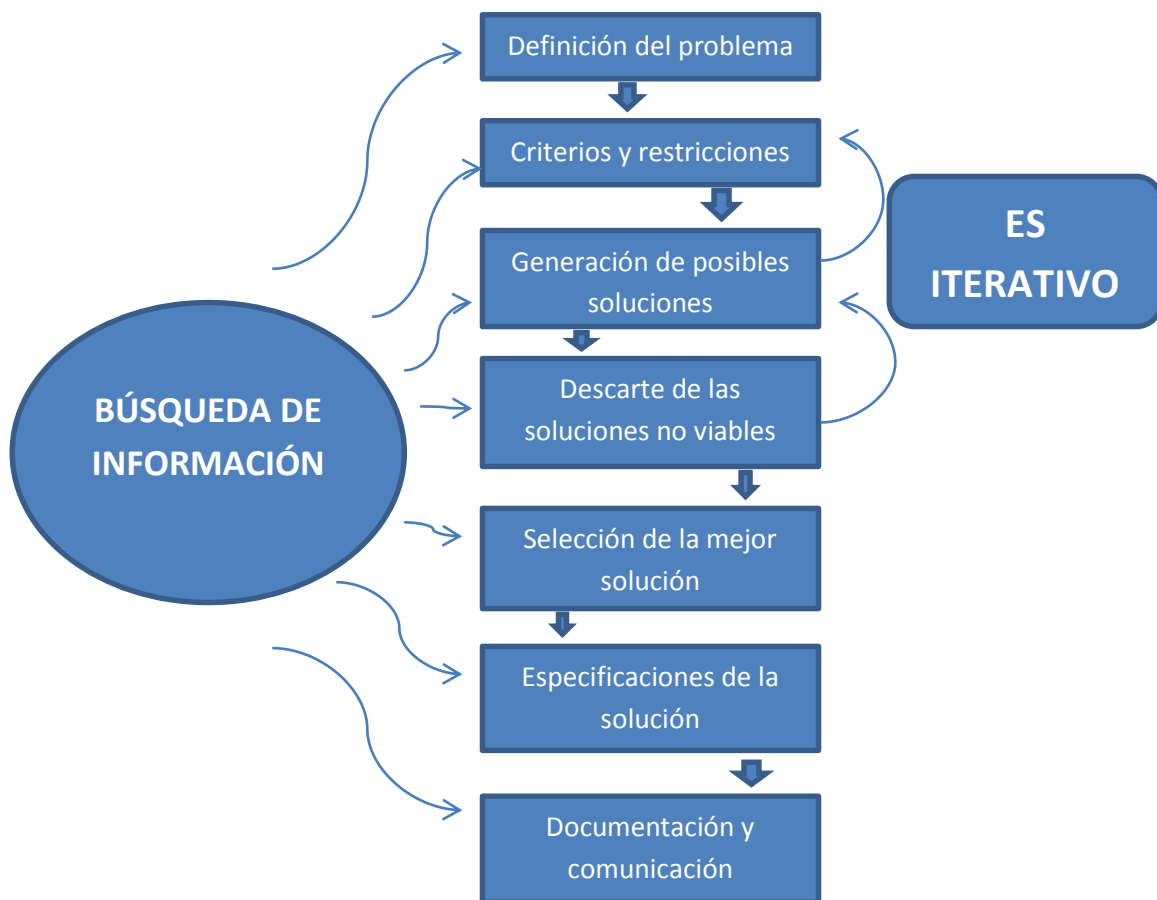 Definición del problema
Criterios y restricciones
ES
ITERATIVO
Generación de posibles
soluciones
BÚSQUEDA DE
INFORMACIÓN
Descarte de las
soluciones no viables
Selección de la mejor
solución
Especificaciones de la
solución
Documentación y
comunicación